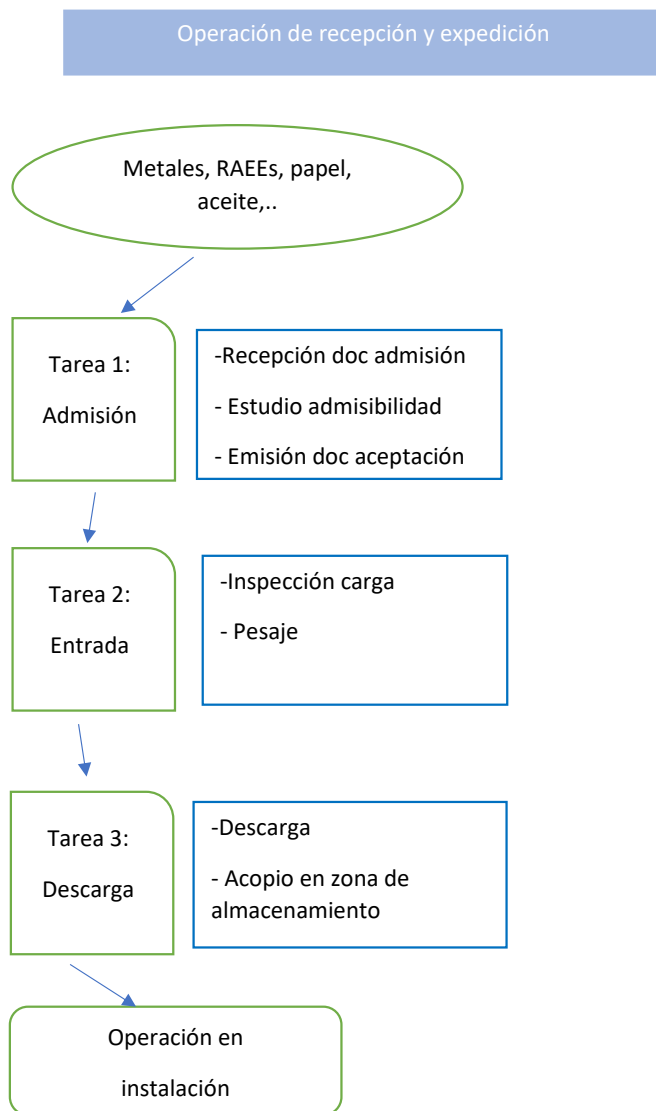 Operación de recepción y expedición
Metales, RAEEs, papel,
aceite,..
Tarea 1:
Admisión
-Recepción doc admisión
- Estudio admisibilidad
- Emisión doc aceptación
Tarea 2:
Entrada
-Inspección carga
- Pesaje
Tarea 3:
Descarga
-Descarga
- Acopio en zona de
almacenamiento
Operación en
instalación